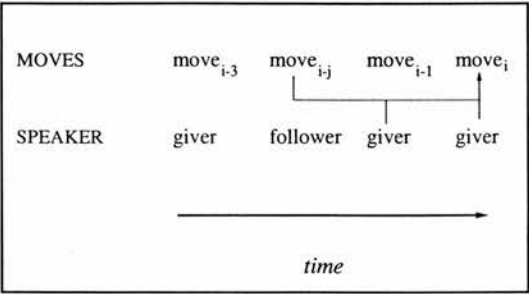 MOVES move_{i-3} move_{i-j} move_{i-1} move_i
SPEAKER giver follower giver giver
time